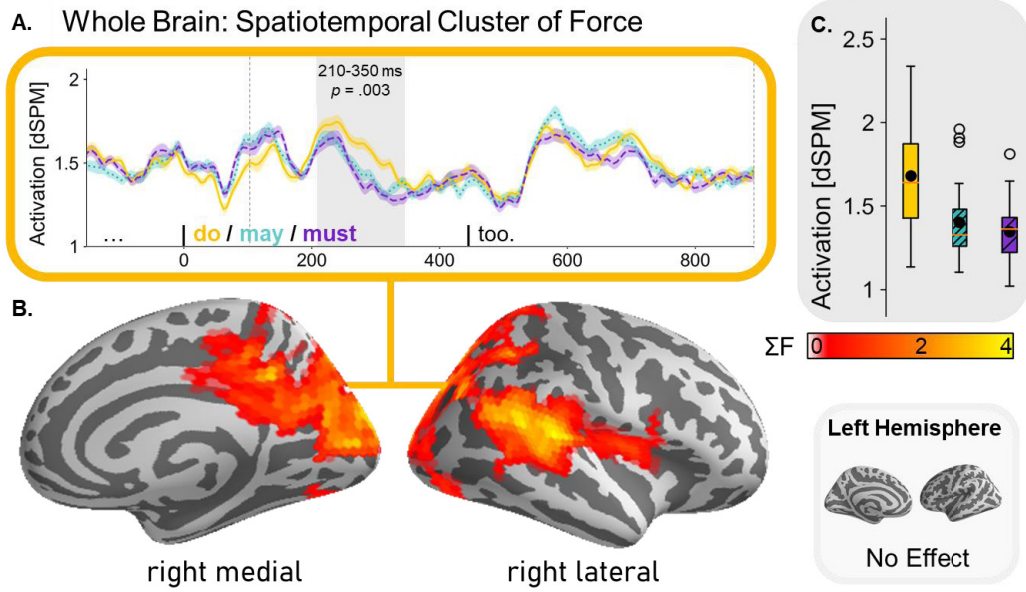 A. Whole Brain: Spatiotemporal Cluster of Force
Activation [dSPM]
2
1.5
1
210-350 ms
p = .003
... | do / may / must | too.
0 200 400 600 800
B.
right medial
right lateral
C.
Activation [dSPM]
2.5
2
1.5
1
ΣF 0 2 4
Left Hemisphere
No Effect